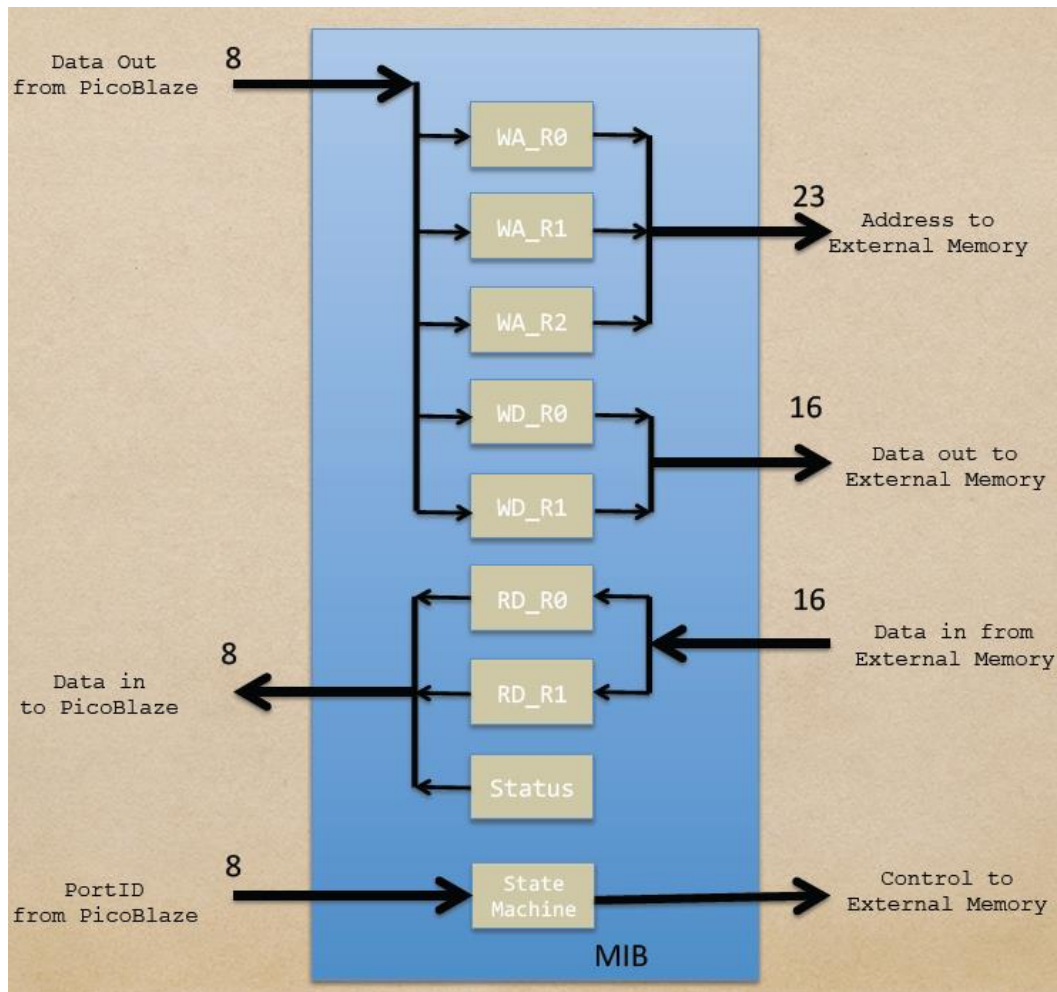 Data Out
from PicoBlaze
8
WA_R0
WA_R1
23
Address to
External Memory
WA_R2
WD_R0
16
Data out to
External Memory
WD_R1
RD_R0
16
Data in from
External Memory
8
Data in
to PicoBlaze
RD_R1
Status
8
PortID
from PicoBlaze
State
Machine
Control to
External Memory
MIB